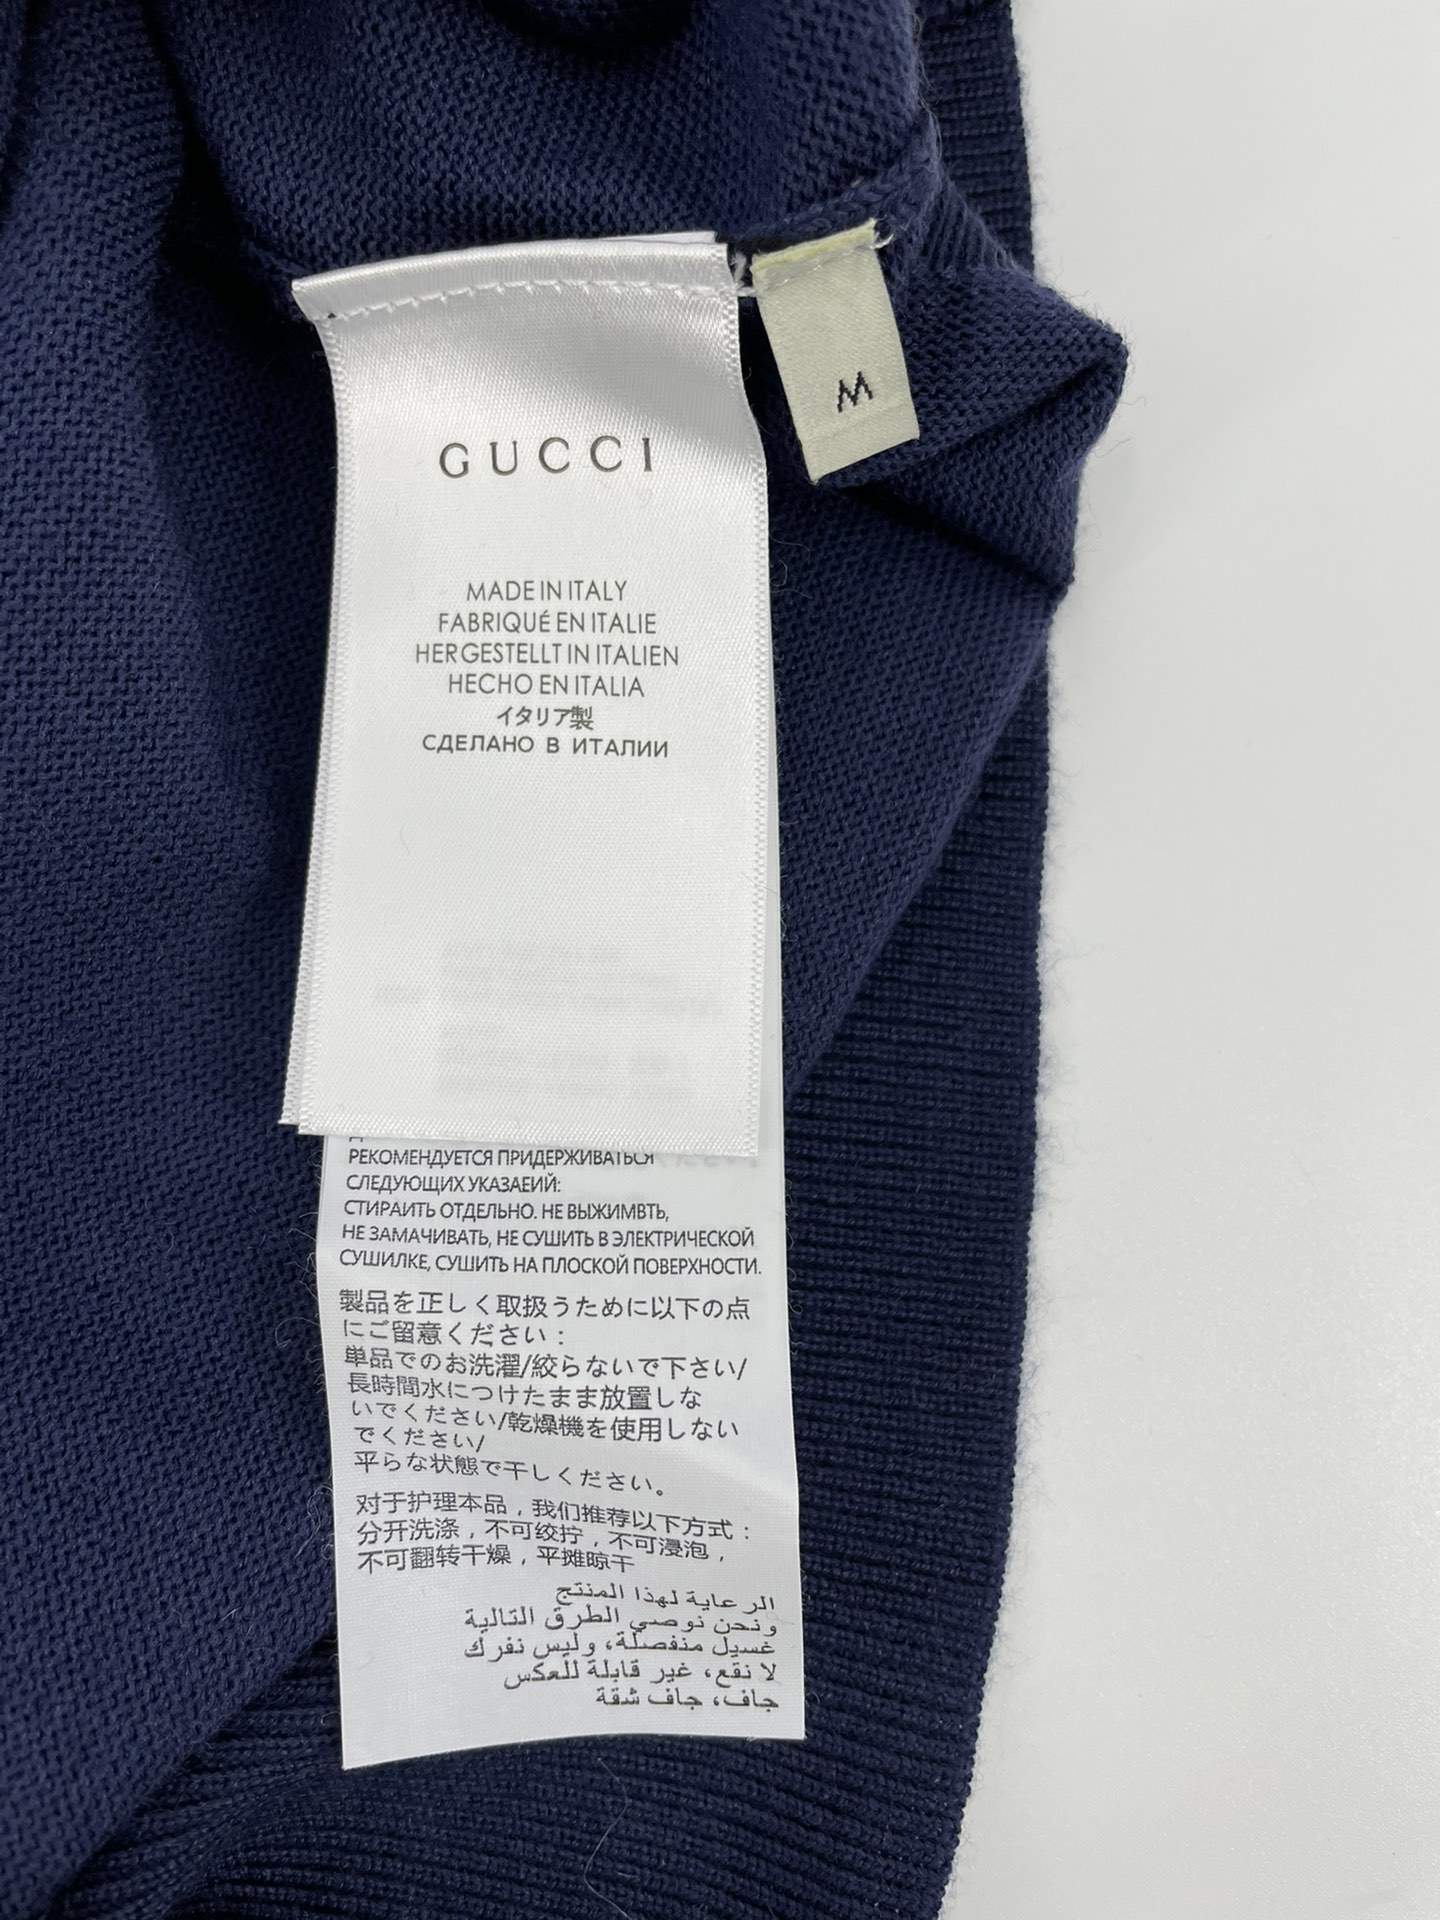 GUCCI
M
MADE IN ITALY
FABRIQUÉ EN ITALIE
HERGESTELLT IN ITALIEN
HECHO EN ITALIA
イタリア製
СДЕЛАНО В ИТАЛИИ
РЕКОМЕНДУЕТСЯ ПРИДЕРЖИВАТЬСЯ
СЛЕДУЮЩИХ УКАЗАЕИЙ:
СТИРАИТЬ ОТДЕЛЬНО. НЕ ВЫЖИМВТЬ,
НЕ ЗАМАЧИВАТЬ, НЕ СУШИТЬ В ЭЛЕКТРИЧЕСКОЙ
СУШИЛКЕ, СУШИТЬ НА ПЛОСКОЙ ПОВЕРХНОСТИ.
製品を正しく取扱うために以下の点
にご留意ください：
単品でのお洗濯/絞らないで下さい/
長時間水につけたまま放置しな
いでください/乾燥機を使用しない
でください/
平らな状態で干しください。
对于护理本品，我们推荐以下方式：
分开洗涤，不可绞拧，不可浸泡，
不可翻转干燥，平摊晾干
الرعاية لهذا المنتج
ونحن نوصي الطرق التالية
غسيل منفصلة، وليس نفرك
لا نقع، غير قابلة للعكس
جاف، جاف شقة